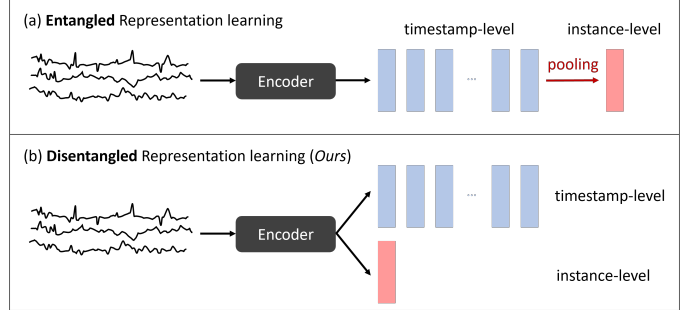 (a) Entangled Representation learning
timestamp-level
instance-level
Encoder
...
pooling
(b) Disentangled Representation learning (Ours)
Encoder
...
timestamp-level
instance-level